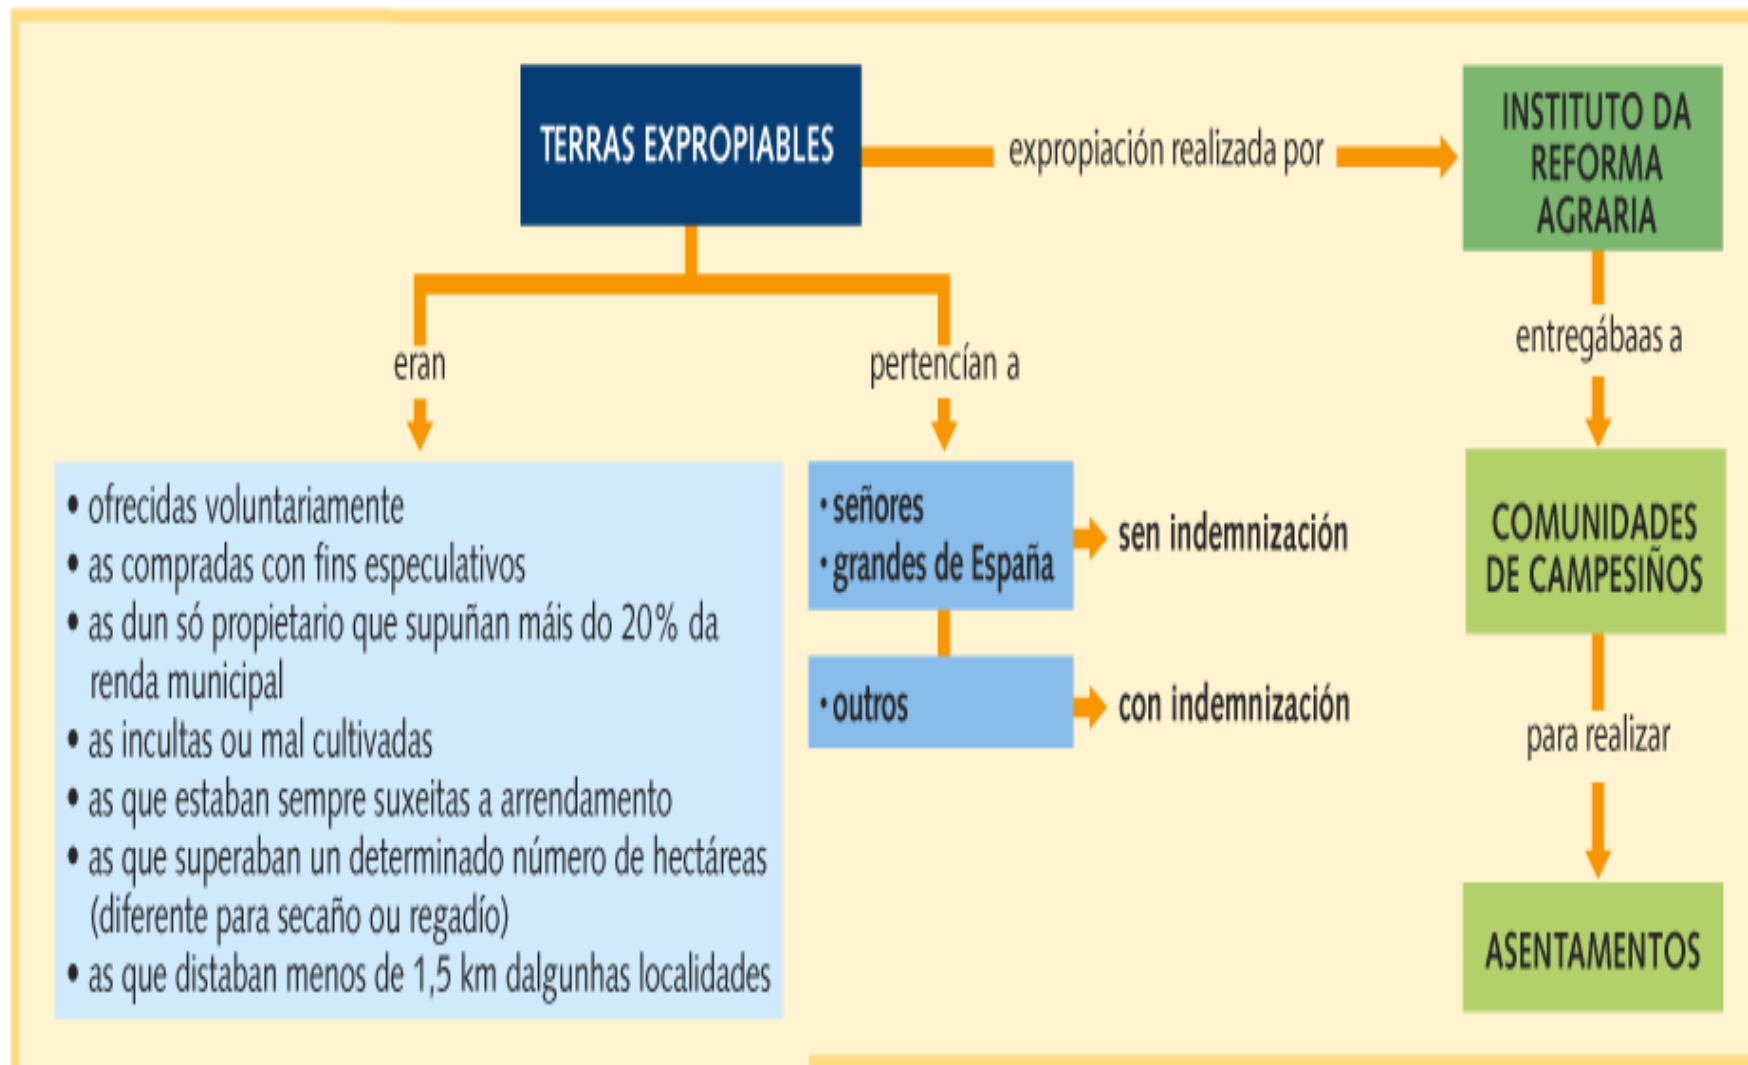 TERRAS EXPROPIABLES
expropiación realizada por
INSTITUTO DA
REFORMA
AGRARIA
eran
pertencían a
entregábaas a
• ofrecidas voluntariamente
• as compradas con fins especulativos
• as dun só propietario que supuñan máis do 20% da
renda municipal
• as incultas ou mal cultivadas
• as que estaban sempre suxeitas a arrendamento
• as que superaban un determinado número de hectáreas
(diferente para secaño ou regadío)
• as que distaban menos de 1,5 km dalgunhas localidades
• señores
• grandes de España
sen indemnización
• outros
con indemnización
COMUNIDADES
DE CAMPESIÑOS
para realizar
ASENTAMENTOS